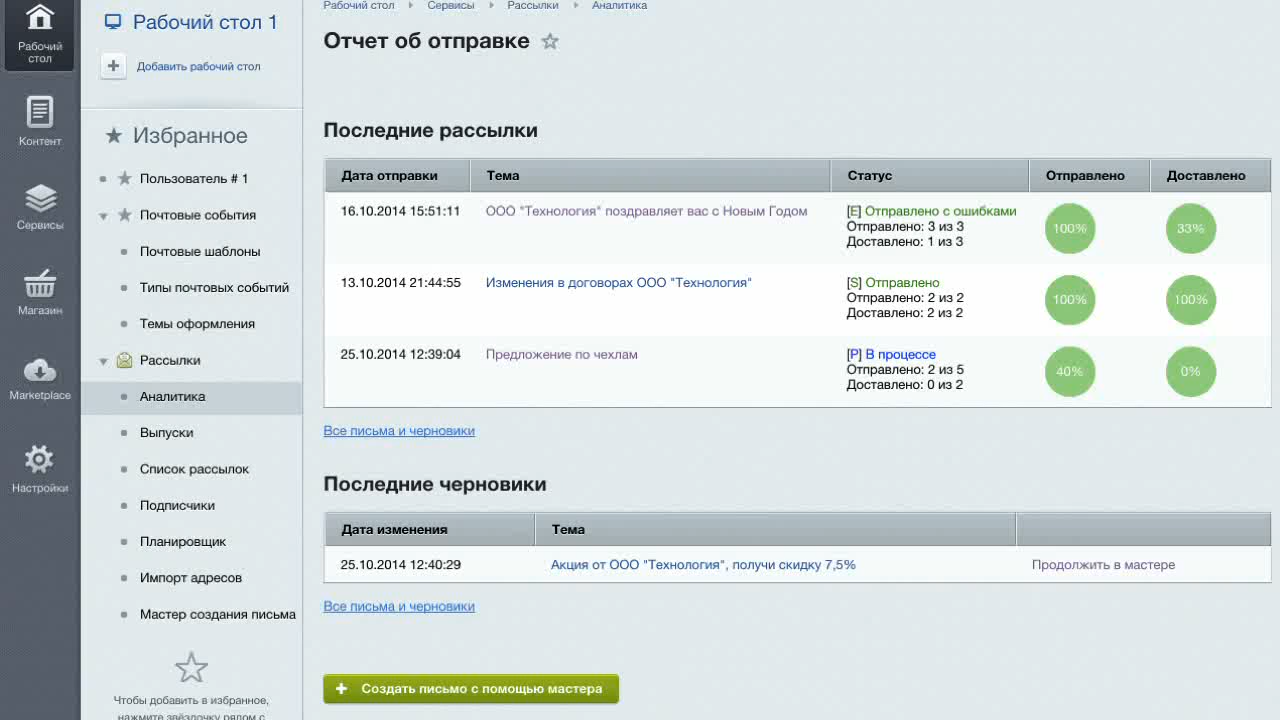 Рабочий стол
Контент
Сервисы
Магазин
Marketplace
Настройки
Рабочий стол 1
Добавить рабочий стол
Избранное
Пользователь # 1
Почтовые события
Почтовые шаблоны
Типы почтовых событий
Темы оформления
Рассылки
Аналитика
Выпуски
Список рассылок
Подписчики
Планировщик
Импорт адресов
Мастер создания письма
Чтобы добавить в избранное,
нажмите звёздочку рядом с
Рабочий стол Сервисы Рассылки Аналитика
Отчет об отправке
Последние рассылки
Дата отправки Тема Статус Отправлено Доставлено
16.10.2014 15:51:11 ООО "Технология" поздравляет вас с Новым Годом [E] Отправлено с ошибками
Отправлено: 3 из 3
Доставлено: 1 из 3
100% 33%
13.10.2014 21:44:55 Изменения в договорах ООО "Технология" [S] Отправлено
Отправлено: 2 из 2
Доставлено: 2 из 2
100% 100%
25.10.2014 12:39:04 Предложение по чехлам [P] В процессе
Отправлено: 2 из 5
Доставлено: 0 из 2
40% 0%
Все письма и черновики
Последние черновики
Дата изменения Тема
25.10.2014 12:40:29 Акция от ООО "Технология", получи скидку 7,5% Продолжить в мастере
Все письма и черновики
Создать письмо с помощью мастера